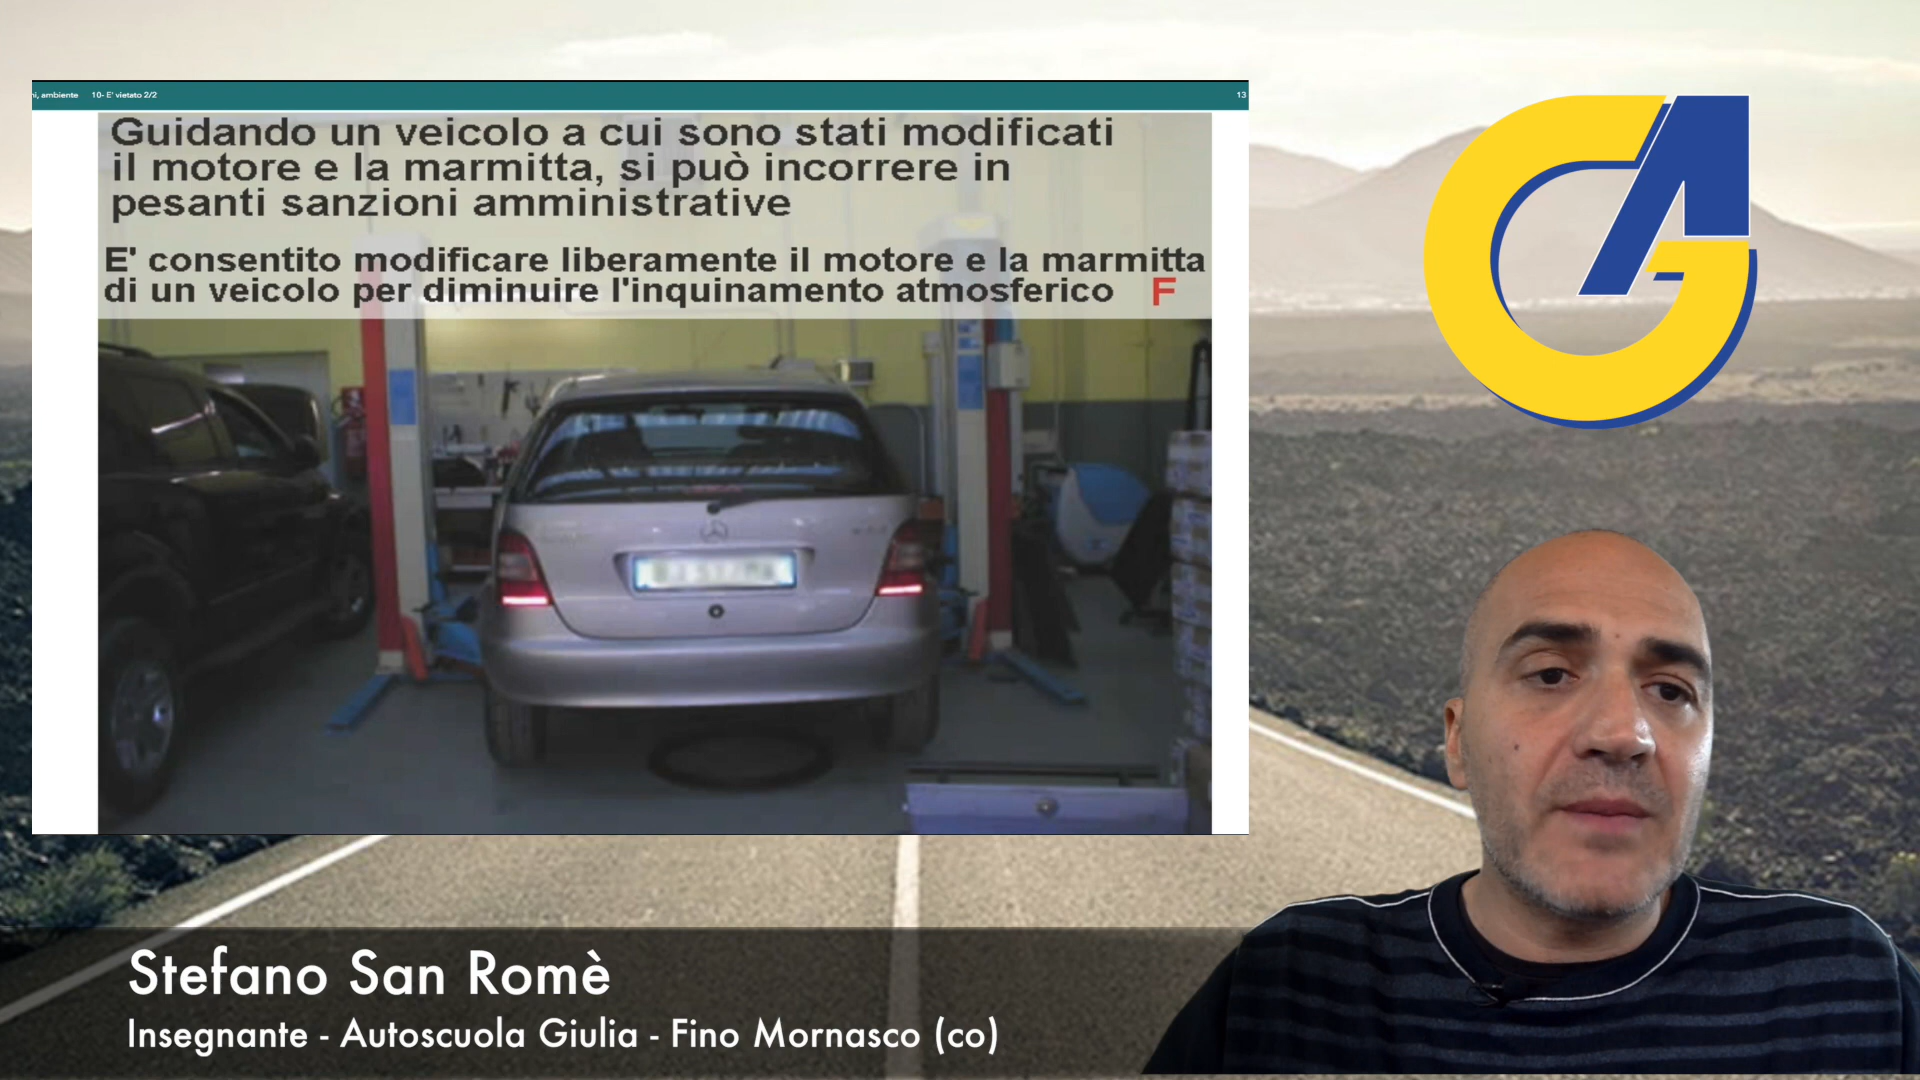 ni, ambiente 10- E' vietato 2/2 13
Guidando un veicolo a cui sono stati modificati
il motore e la marmitta, si può incorrere in
pesanti sanzioni amministrative
E' consentito modificare liberamente il motore e la marmitta
di un veicolo per diminuire l'inquinamento atmosferico F
Stefano San Romè
Insegnante - Autoscuola Giulia - Fino Mornasco (co)